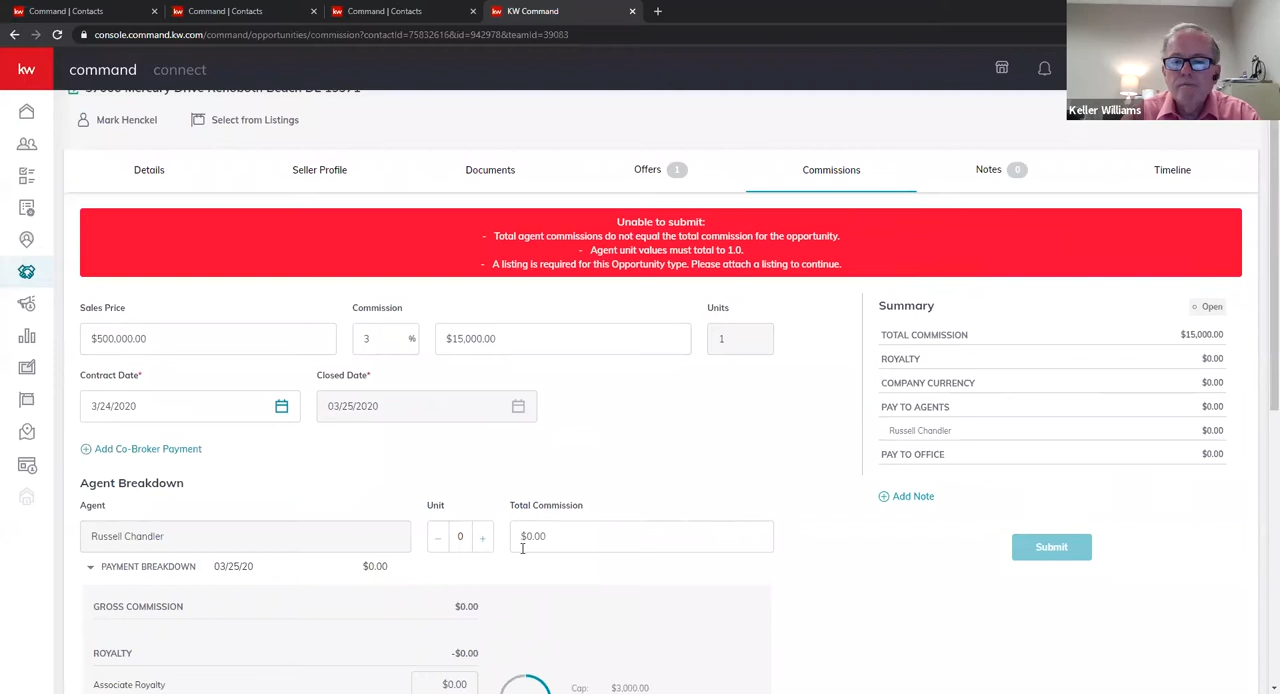 kw Command | Contacts
kw Command | Contacts
kw Command | Contacts
kw KW Command
console.command.kw.com/command/opportunities/commission?contactId=75832616&id=942978&teamId=39083
kw command connect
Keller Williams
Mark Henckel Select from Listings
Details Seller Profile Documents Offers 1 Commissions Notes 0 Timeline
Unable to submit:
- Total agent commissions do not equal the total commission for the opportunity.
- Agent unit values must total to 1.0.
- A listing is required for this Opportunity type. Please attach a listing to continue.
Sales Price Commission Units
$500,000.00 3 % $15,000.00 1
Contract Date* Closed Date*
3/24/2020 03/25/2020
Add Co-Broker Payment
Agent Breakdown
Agent Unit Total Commission
Russell Chandler – 0 + $0.00
PAYMENT BREAKDOWN 03/25/20 $0.00
GROSS COMMISSION $0.00
ROYALTY -$0.00
Associate Royalty $0.00 Cap: $3,000.00
Summary Open
TOTAL COMMISSION $15,000.00
ROYALTY $0.00
COMPANY CURRENCY $0.00
PAY TO AGENTS $0.00
Russell Chandler $0.00
PAY TO OFFICE $0.00
Add Note
Submit